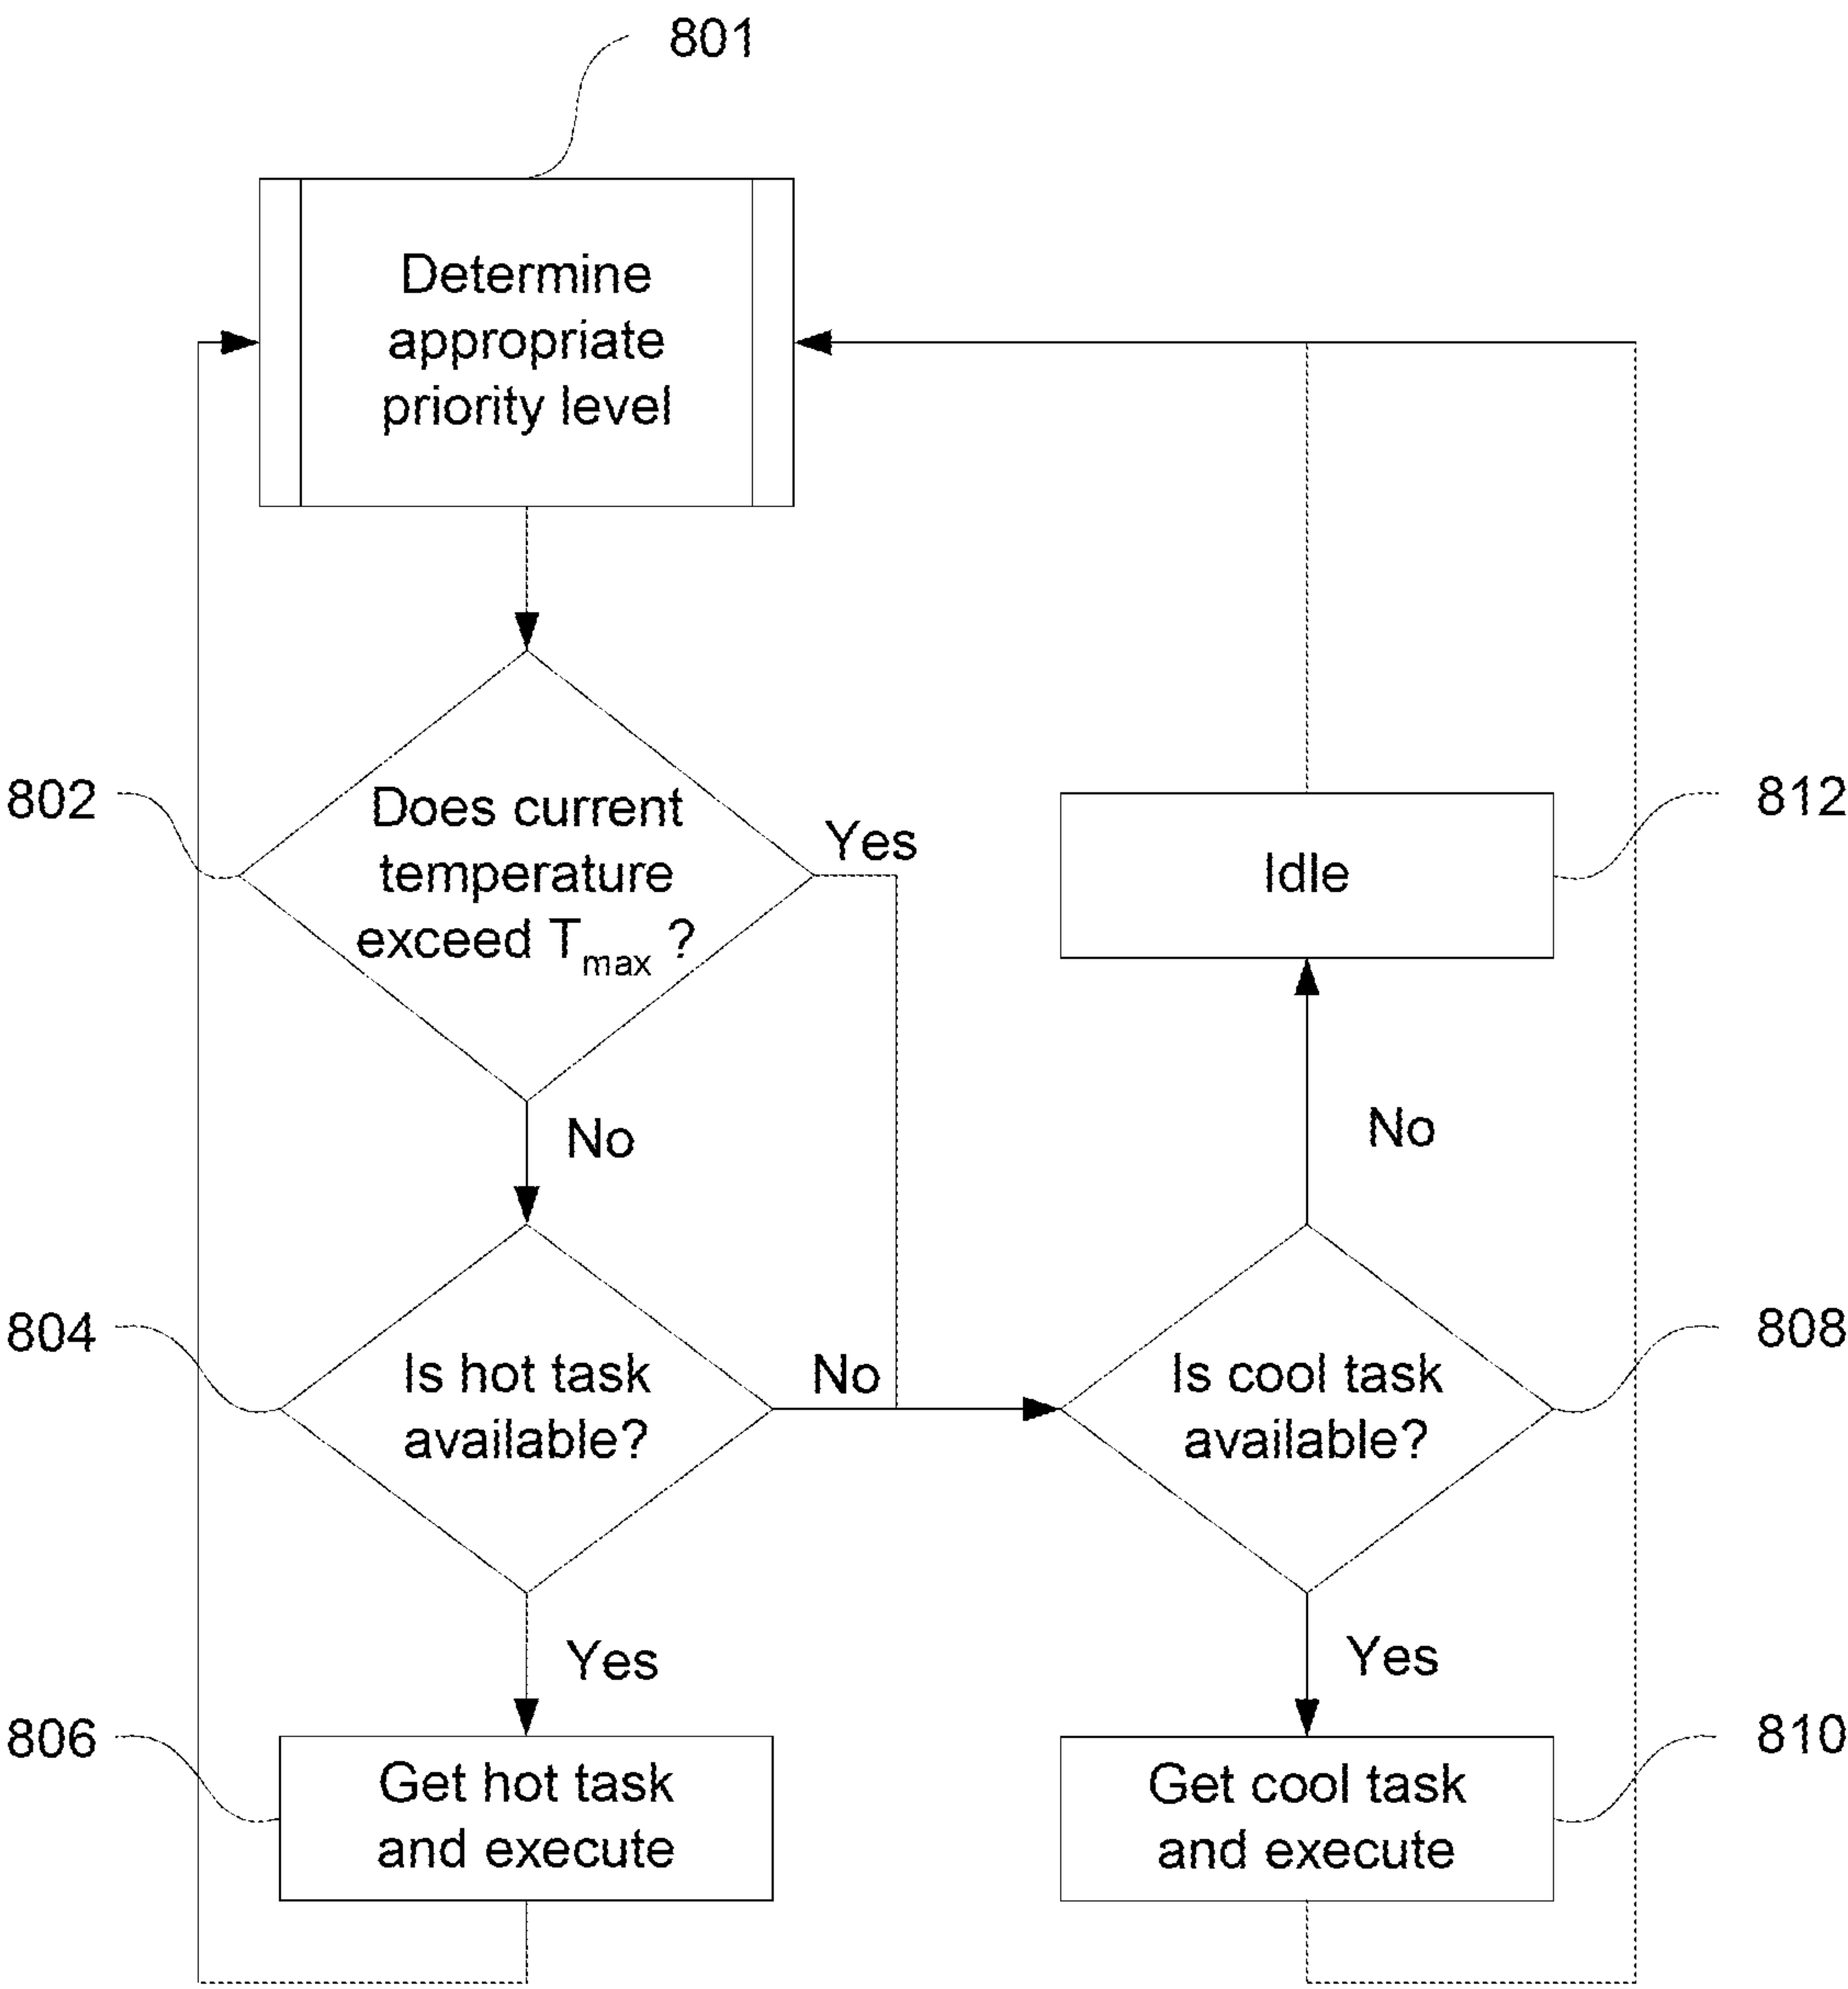 801
Determine
appropriate
priority level
802
Does current
temperature
exceed Tmax ?
Yes
812
Idle
No
No
804
Is hot task
available?
No
Is cool task
available?
808
Yes
Yes
806
Get hot task
and execute
Get cool task
and execute
810